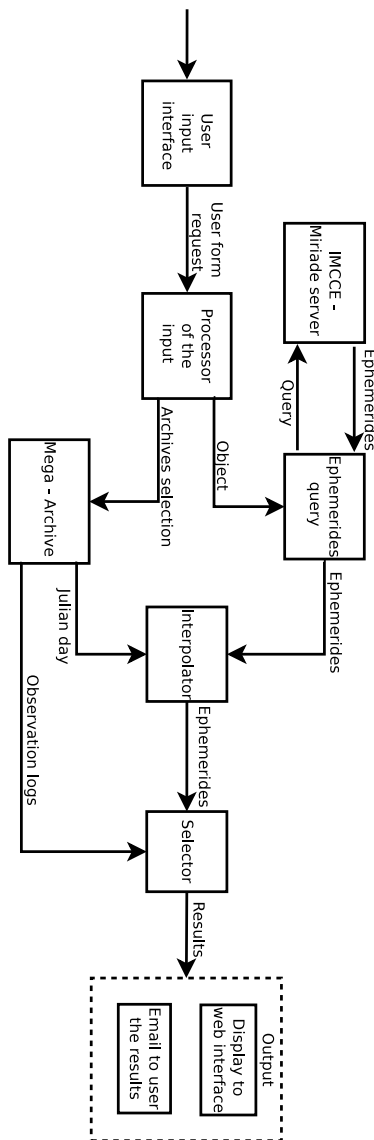 User
input
interface
User form
request
Processor
of the
input
IMCCE -
Miriade server
Ephemerides
Query
Ephemerides
query
Object
Archives selection
Mega - Archive
Ephemerides
Julian day
Observation logs
Interpolator
Ephemerides
Selector
Results
Output
Display to
web interface
Email to user
the results